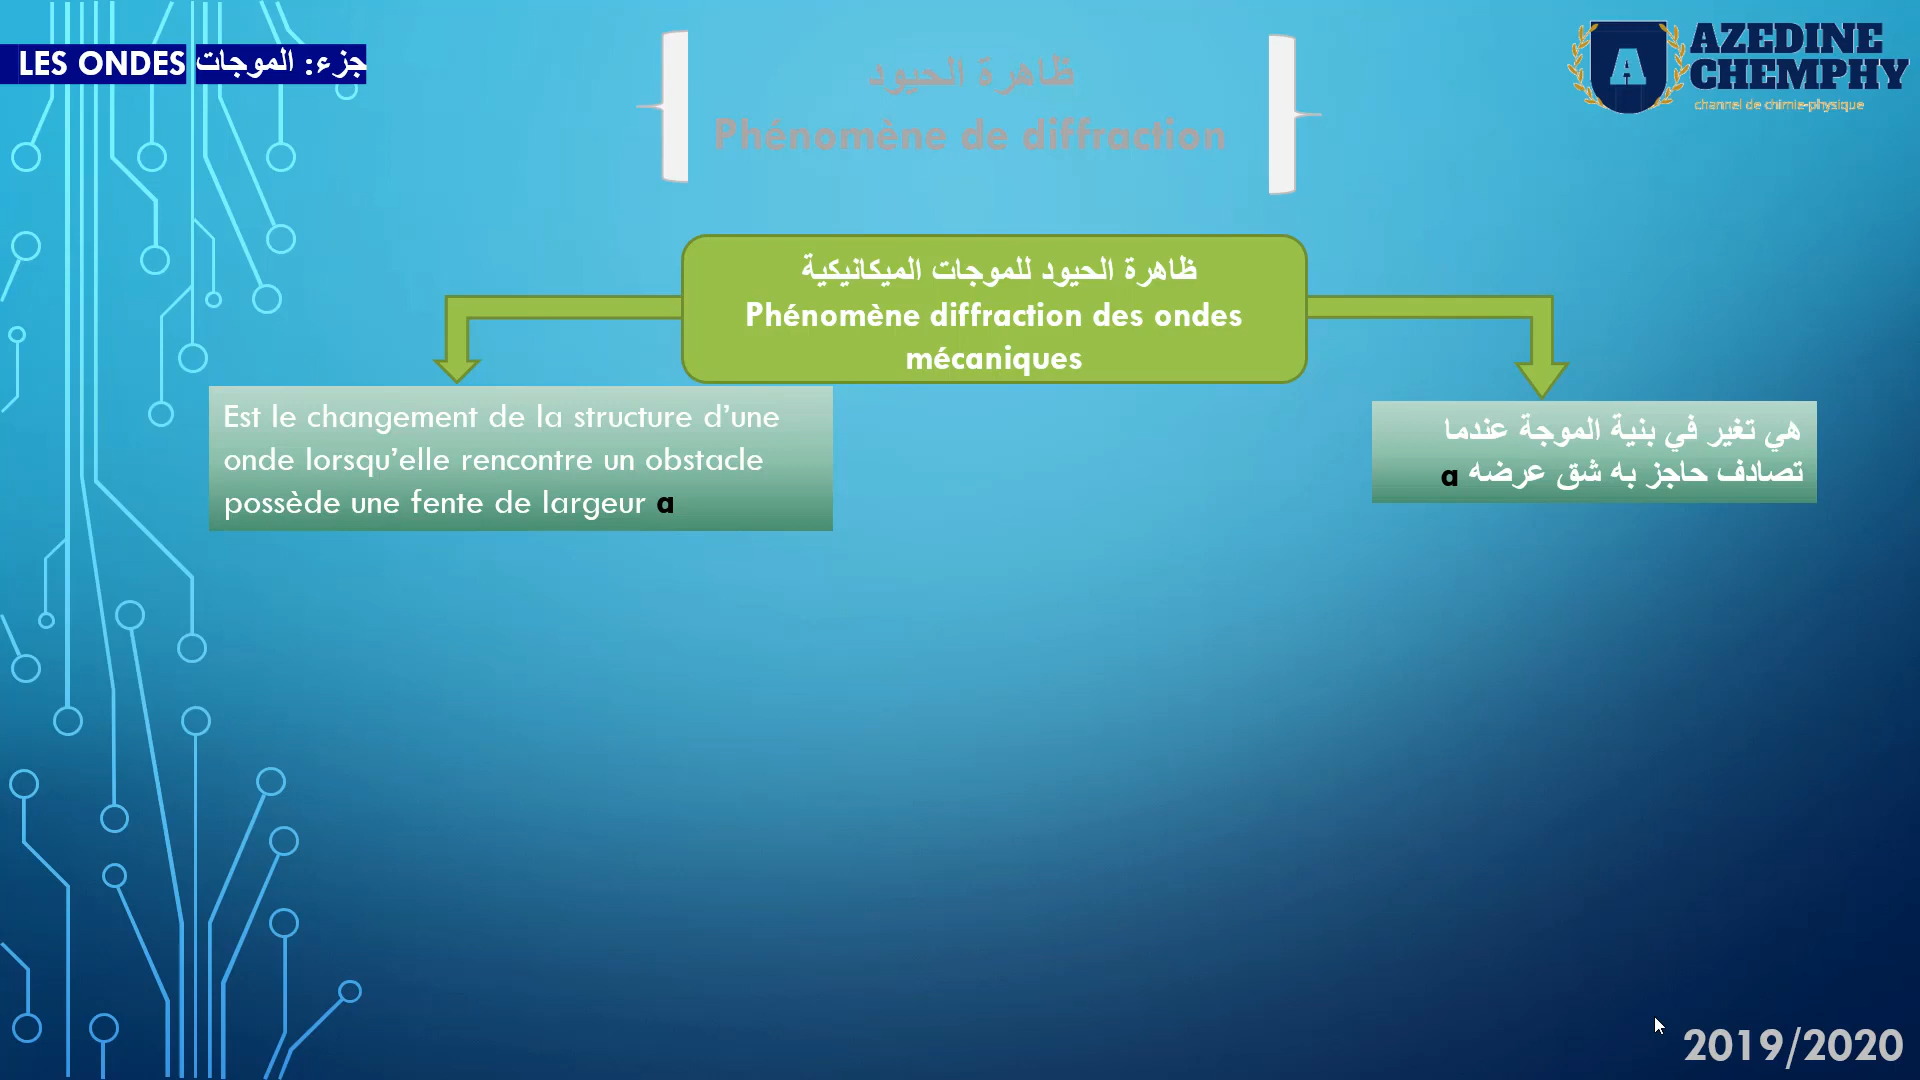 LES ONDES جزء: الموجات
AZEDINE
CHEMPHY
channel de chimie-physique
A
ظاهرة الحيود
Phénomène de diffraction
ظاهرة الحيود للموجات الميكانيكية
Phénomène diffraction des ondes
mécaniques
Est le changement de la structure d’une
onde lorsqu’elle rencontre un obstacle
possède une fente de largeur a
هي تغير في بنية الموجة عندما
تصادف حاجز به شق عرضه a
2019/2020